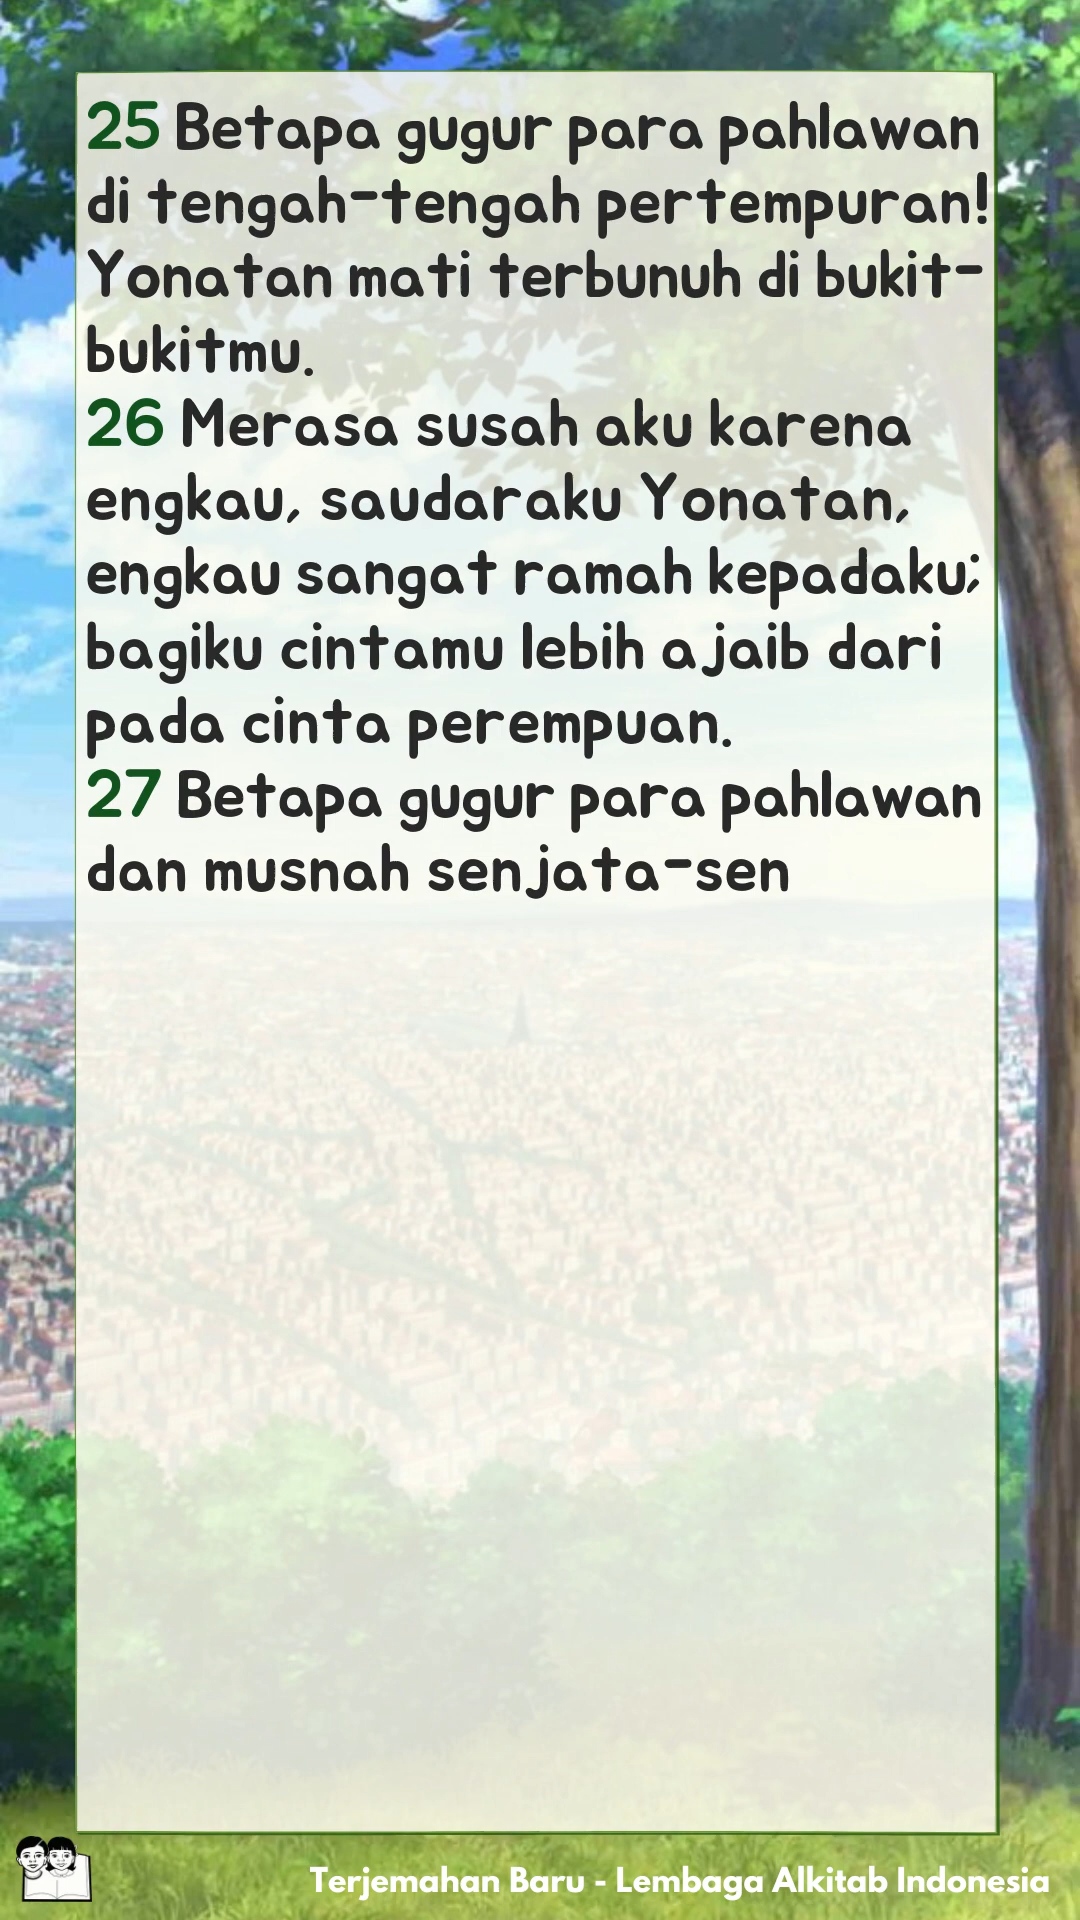 25 Betapa gugur para pahlawan
di tengah-tengah pertempuran!
Yonatan mati terbunuh di bukit-
bukitmu.
26 Merasa susah aku karena
engkau, saudaraku Yonatan,
engkau sangat ramah kepadaku;
bagiku cintamu lebih ajaib dari
pada cinta perempuan.
27 Betapa gugur para pahlawan
dan musnah senjata-sen
Terjemahan Baru - Lembaga Alkitab Indonesia